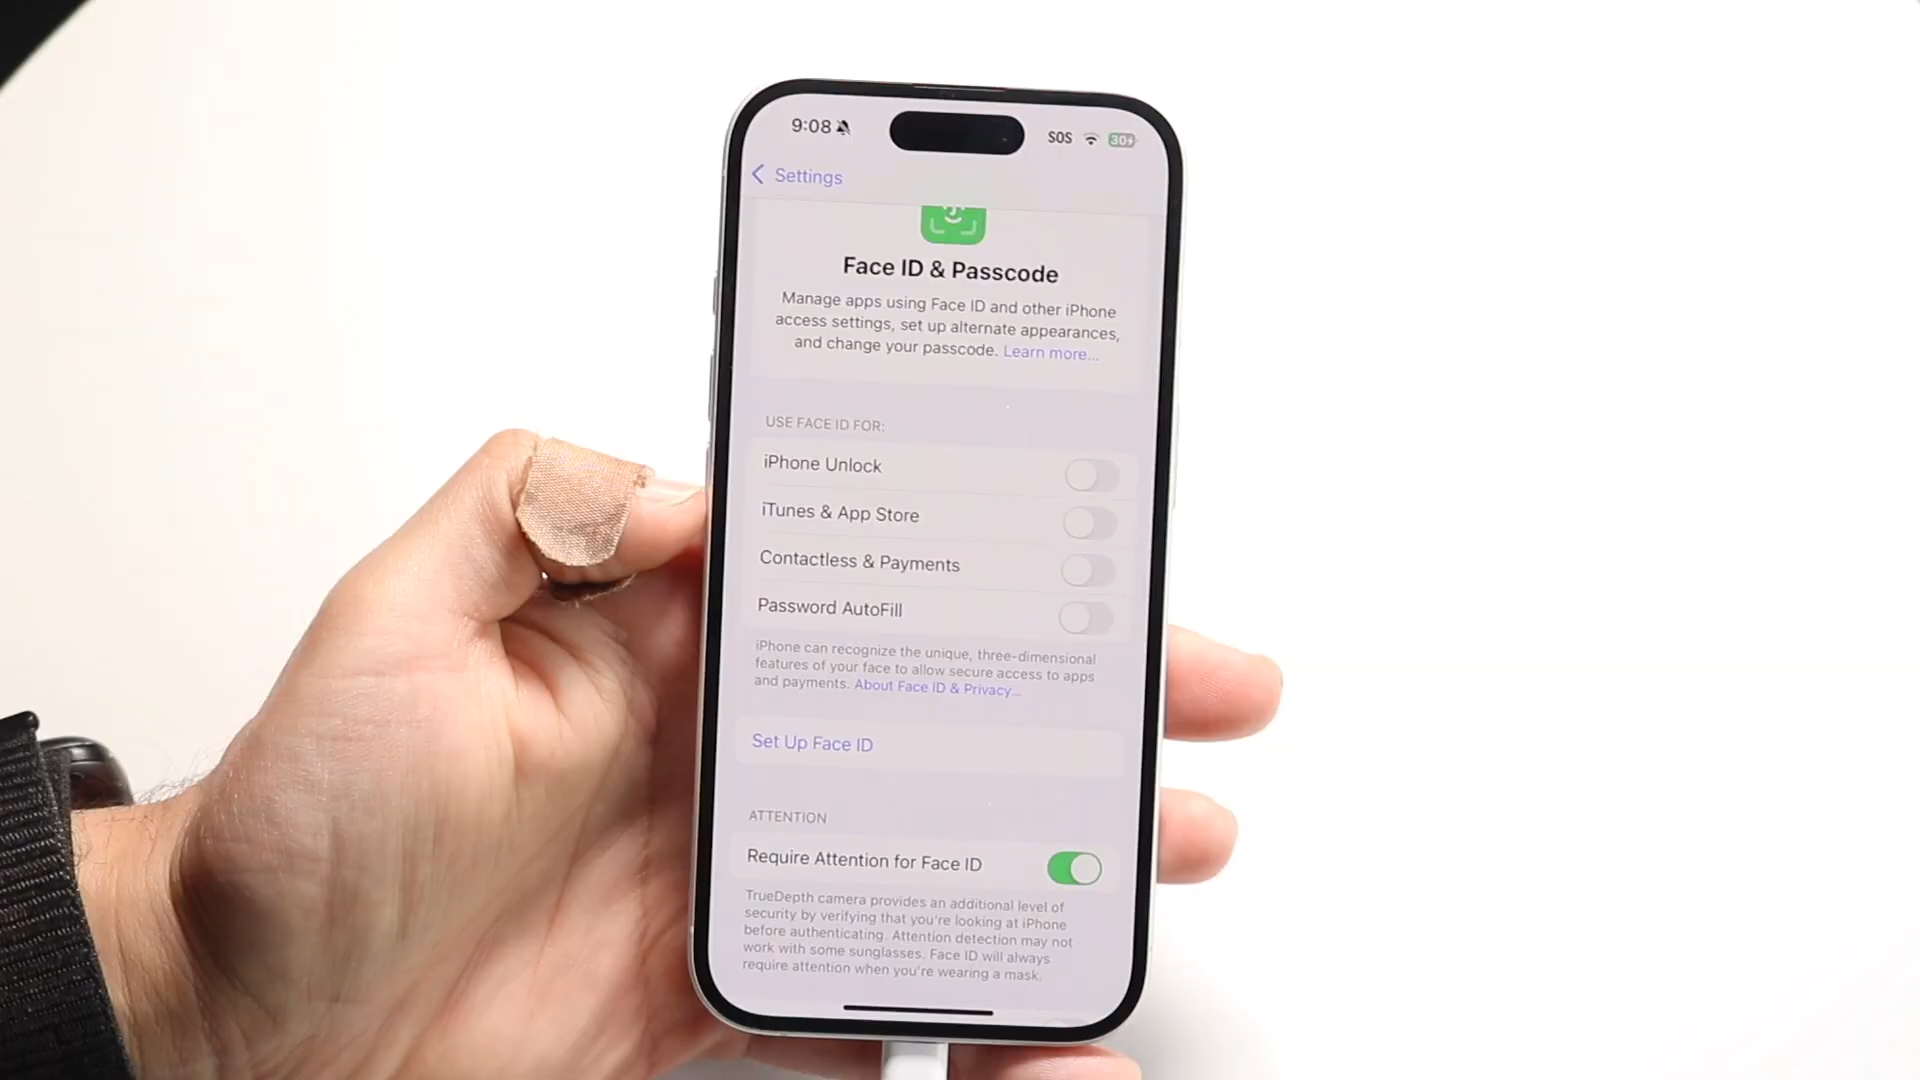 9:08
SOS
30
Settings
Face ID & Passcode
Manage apps using Face ID and other iPhone
access settings, set up alternate appearances,
and change your passcode. Learn more...
USE FACE ID FOR:
iPhone Unlock
iTunes & App Store
Contactless & Payments
Password AutoFill
iPhone can recognize the unique, three-dimensional
features of your face to allow secure access to apps
and payments. About Face ID & Privacy...
Set Up Face ID
ATTENTION
Require Attention for Face ID
TrueDepth camera provides an additional level of
security by verifying that you're looking at iPhone
before authenticating. Attention detection may not
work with some sunglasses. Face ID will always
require attention when you're wearing a mask.